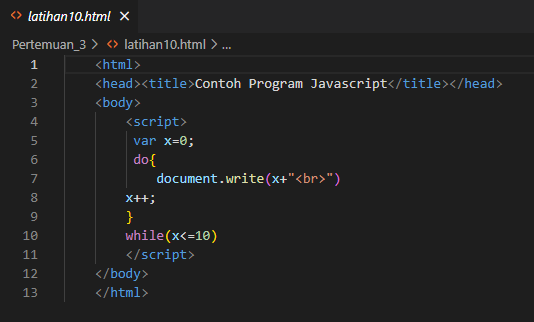 <> latihan10.html ×
Pertemuan_3 > <> latihan10.html > ...
1 <html>
2 <head><title>Contoh Program Javascript</title></head>
3 <body>
4 <script>
5 var x=0;
6 do{
7 document.write(x+"<br>")
8 x++;
9 }
10 while(x<=10)
11 </script>
12 </body>
13 </html>